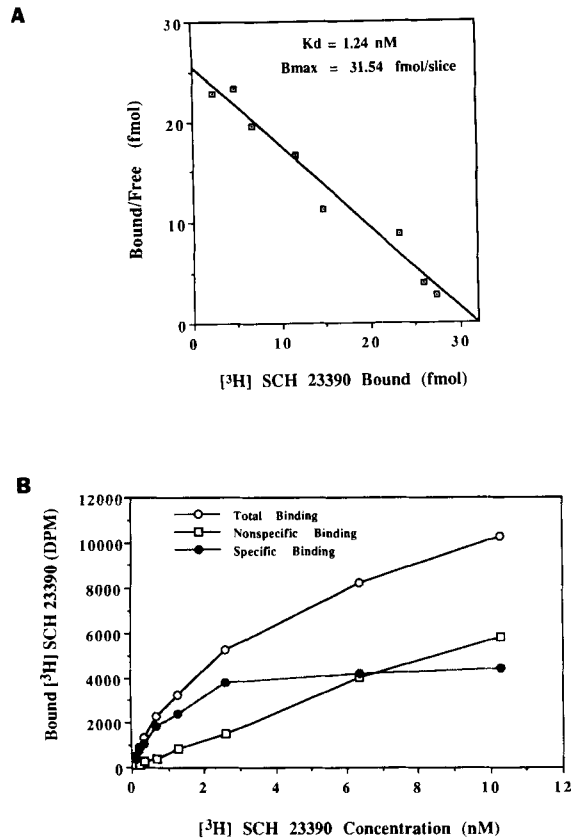 A
Kd = 1.24 nM
Bmax = 31.54 fmol/slice
Bound/Free (fmol)
30
20
10
0
0 10 20 30
[³H] SCH 23390 Bound (fmol)
B
Bound [³H] SCH 23390 (DPM)
12000
10000
8000
6000
4000
2000
0
Total Binding
Nonspecific Binding
Specific Binding
0 2 4 6 8 10 12
[³H] SCH 23390 Concentration (nM)